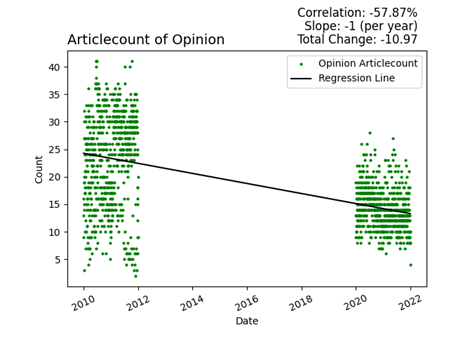 Correlation: -57.87%
Slope: -1 (per year)
Total Change: -10.97
Articlecount of Opinion
Opinion Articlecount
Regression Line
40
35
30
25
20
15
10
5
Count
2010 2012 2014 2016 2018 2020 2022
Date